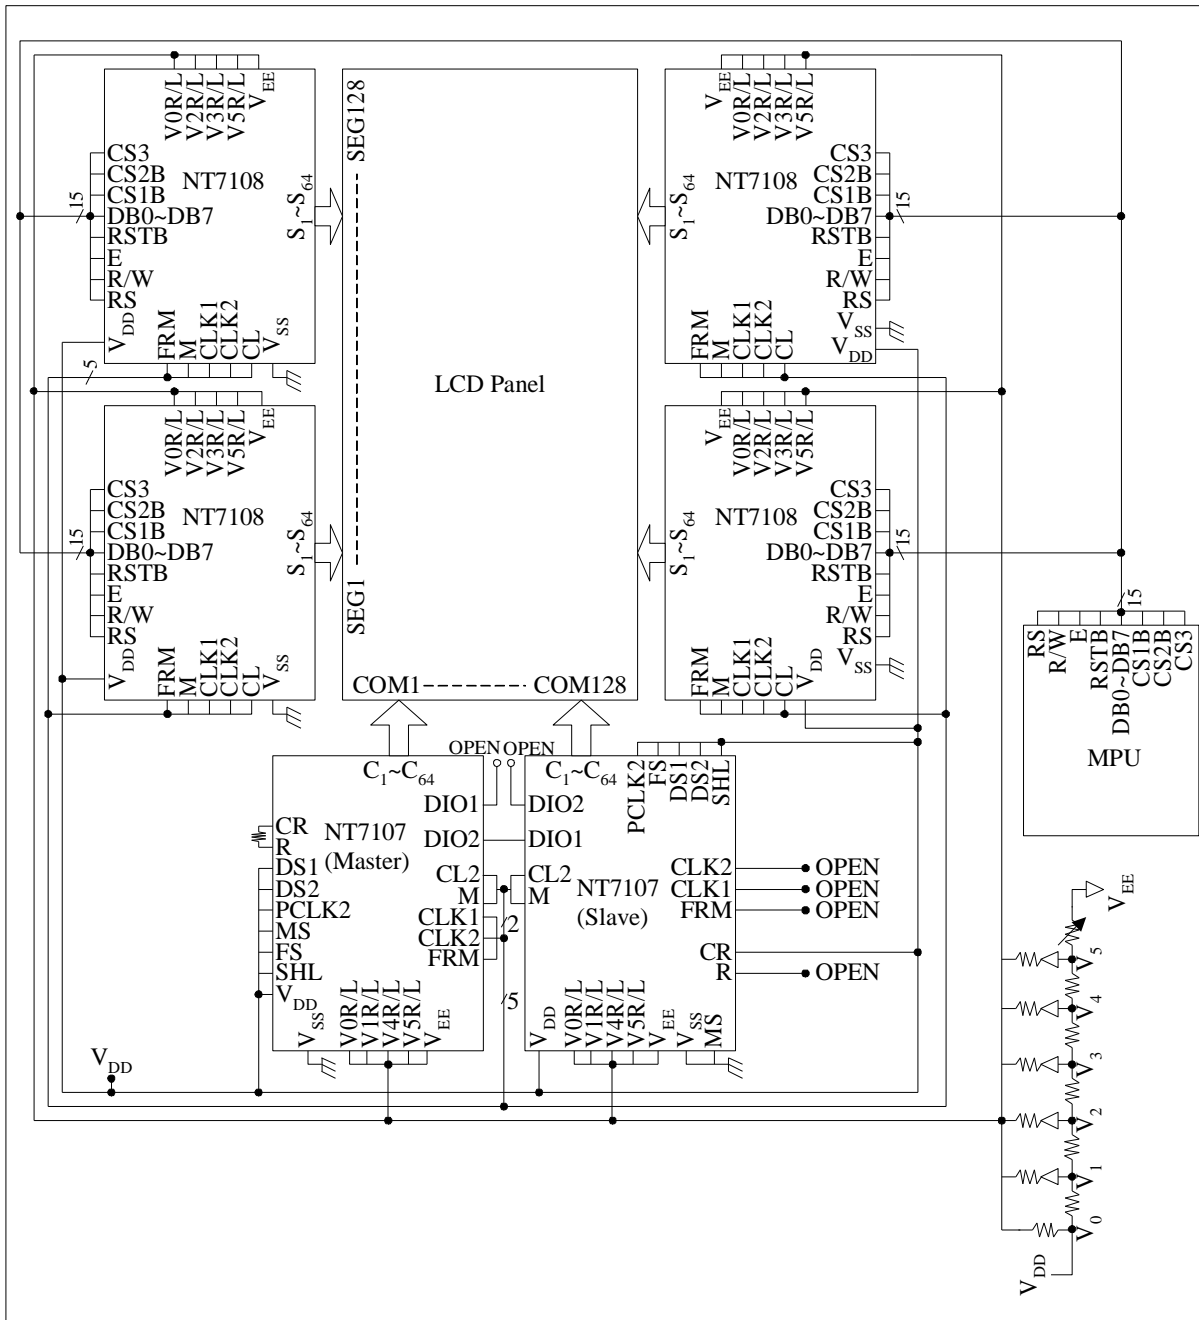 V0R/L
V2R/L
V3R/L
V5R/L
VEE
CS3
CS2B
CS1B
DB0~DB7
RSTB
E
R/W
RS
NT7108
S1~S64
15
VDD
FRM
M
CLK1
CLK2
CL
VSS
5
SEG128
SEG1
LCD Panel
COM1
COM128
VEE
V0R/L
V2R/L
V3R/L
V5R/L
CS3
CS2B
CS1B
DB0~DB7
RSTB
E
R/W
RS
VSS
VDD
NT7108
S1~S64
15
FRM
M
CLK1
CLK2
CL
V0R/L
V2R/L
V3R/L
V5R/L
VEE
CS3
CS2B
CS1B
DB0~DB7
RSTB
E
R/W
RS
NT7108
S1~S64
15
VDD
FRM
M
CLK1
CLK2
CL
VSS
VEE
V0R/L
V2R/L
V3R/L
V5R/L
CS3
CS2B
CS1B
DB0~DB7
RSTB
E
R/W
RS
VSS
NT7108
S1~S64
15
FRM
M
CLK1
CLK2
CL
VDD
15
RS
R/W
E
RSTB
DB0~DB7
CS1B
CS2B
CS3
MPU
C1~C64
OPEN
OPEN
DIO1
DIO2
CR
R
DS1
DS2
PCLK2
MS
FS
SHL
VDD
NT7107
(Master)
CL2
M
CLK1
CLK2
FRM
2
5
VSS
V0R/L
V1R/L
V4R/L
V5R/L
VEE
C1~C64
PCLK2
FS
DS1
DS2
SHL
DIO2
DIO1
CL2
M
NT7107
(Slave)
CLK2
OPEN
CLK1
OPEN
FRM
OPEN
CR
R
OPEN
VDD
V0R/L
V1R/L
V4R/L
V5R/L
VEE
VSS
MS
VDD
VEE
V5
V4
V3
V2
V1
V0
VDD